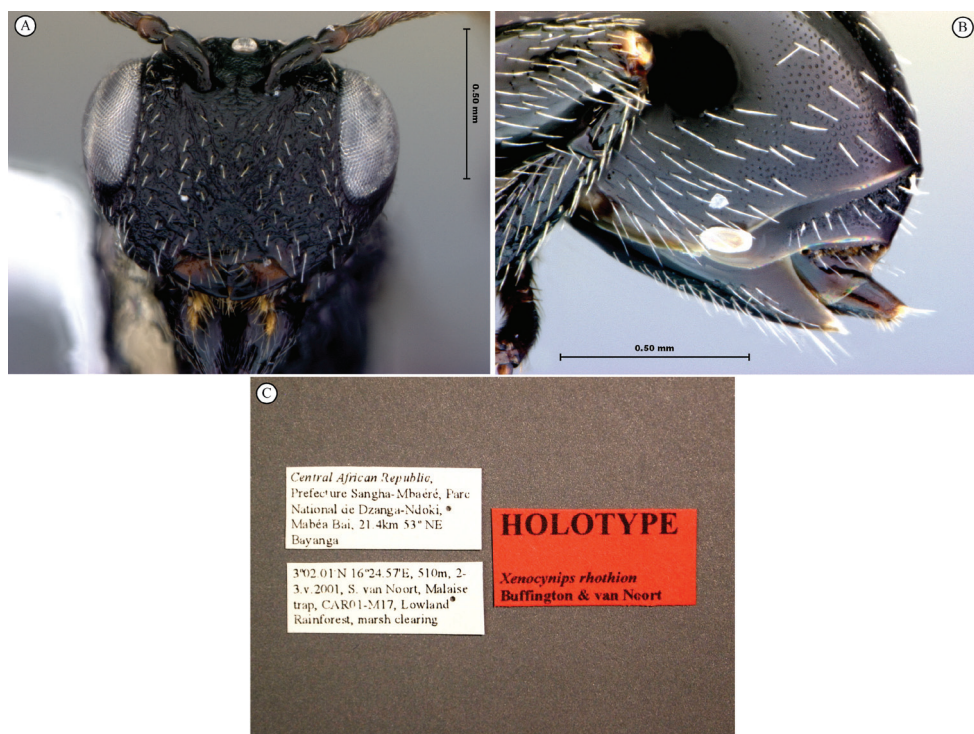 A
0.50 mm
B
0.50 mm
C
Central African Republic,
Prefecture Sangha-Mbaéré, Parc
National de Dzanga-Ndoki,
Mabéa Bai, 21.4km 53° NE
Bayanga
3°02.01'N 16°24.57'E, 510m, 2-
3.v.2001, S. van Noort, Malaise
trap, CAR01-M17, Lowland
Rainforest, marsh clearing
HOLOTYPE
Xenocynips rhothion
Buffington & van Noort